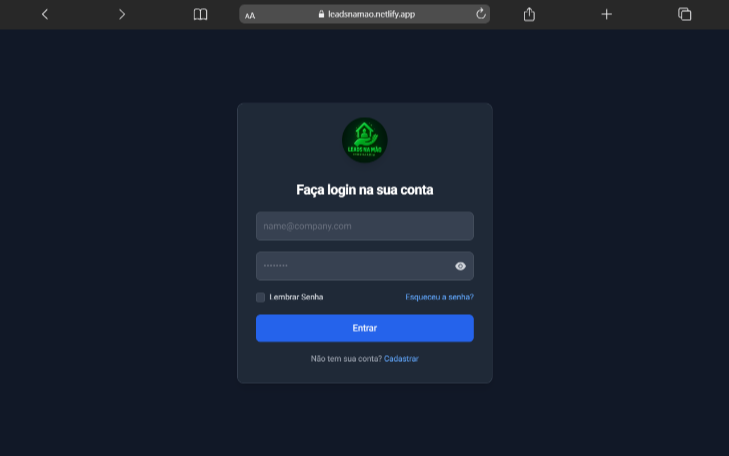 AA
leadsnamao.netlify.app
LEADS NA MÃO
Faça login na sua conta
name@company.com
••••••••
Lembrar Senha
Esqueceu a senha?
Entrar
Não tem sua conta? Cadastrar